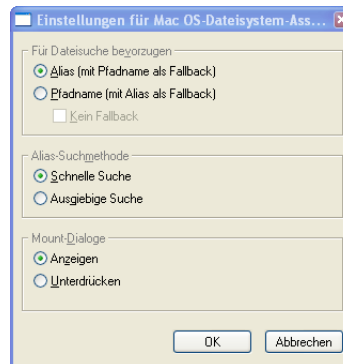 Einstellungen für Mac OS-Dateisystem-Ass...
Für Dateisuche bevorzugen
Alias (mit Pfadname als Fallback)
Pfadname (mit Alias als Fallback)
Kein Fallback
Alias-Suchmethode
Schnelle Suche
Ausgiebige Suche
Mount-Dialoge
Anzeigen
Unterdrücken
OK
Abbrechen